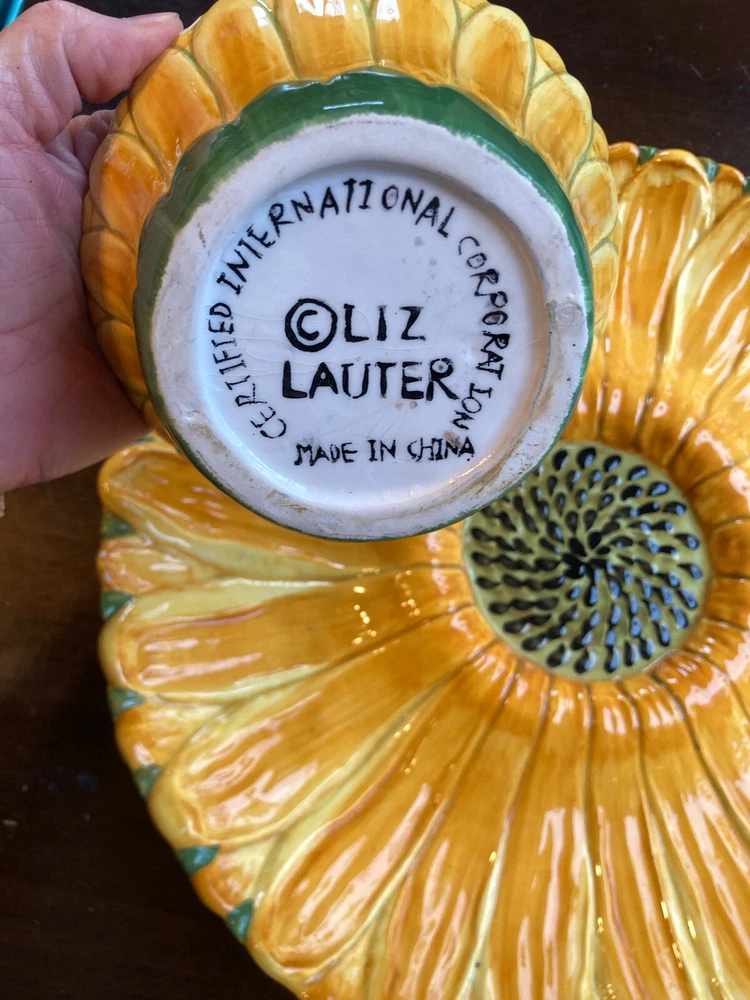 CERTIFIED INTERNATIONAL CORPORATION
©LIZ
LAUTER
MADE IN CHINA